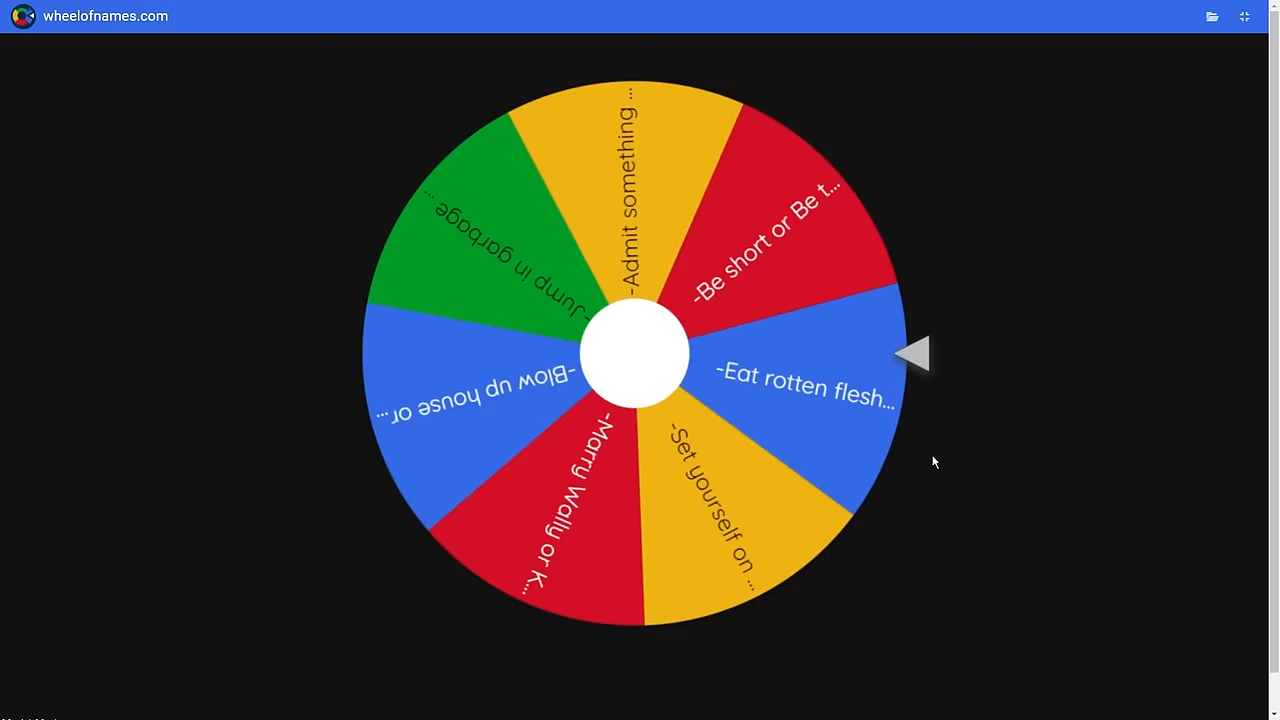 wheelofnames.com
-Admit something ...
-Be short or Be t...
-Jump in garbage ...
-Eat rotten flesh...
-Blow up house or...
-Set yourself on ...
-Marry Wally or K...